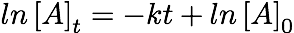 ln [A]ₜ = −kt + ln [A]₀